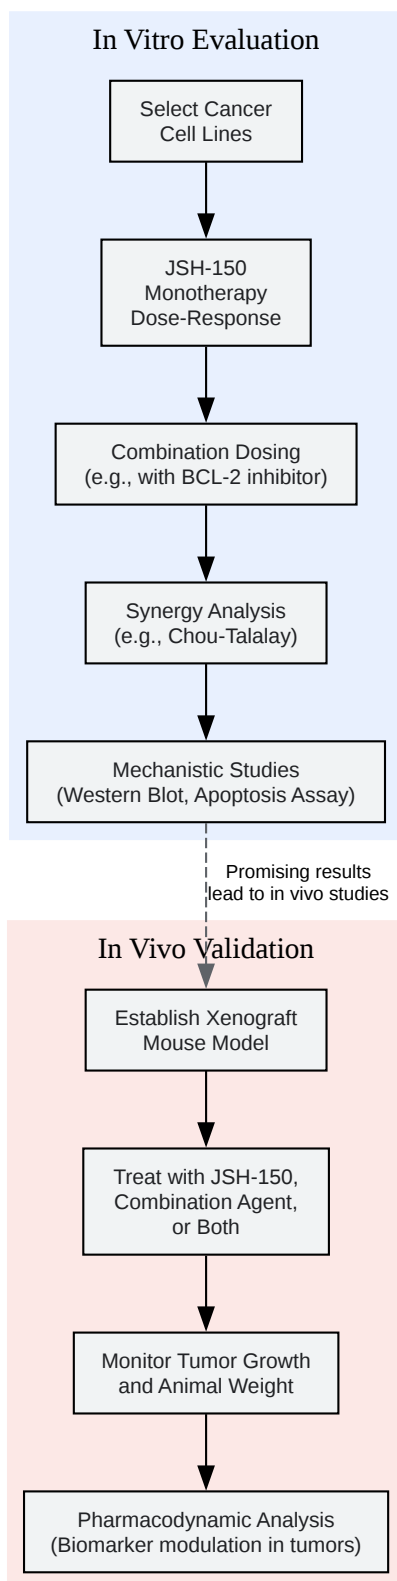 In Vitro Evaluation
Select Cancer
Cell Lines
JSH-150
Monotherapy
Dose-Response
Combination Dosing
(e.g., with BCL-2 inhibitor)
Synergy Analysis
(e.g., Chou-Talalay)
Mechanistic Studies
(Western Blot, Apoptosis Assay)
Promising results
lead to in vivo studies
In Vivo Validation
Establish Xenograft
Mouse Model
Treat with JSH-150,
Combination Agent,
or Both
Monitor Tumor Growth
and Animal Weight
Pharmacodynamic Analysis
(Biomarker modulation in tumors)